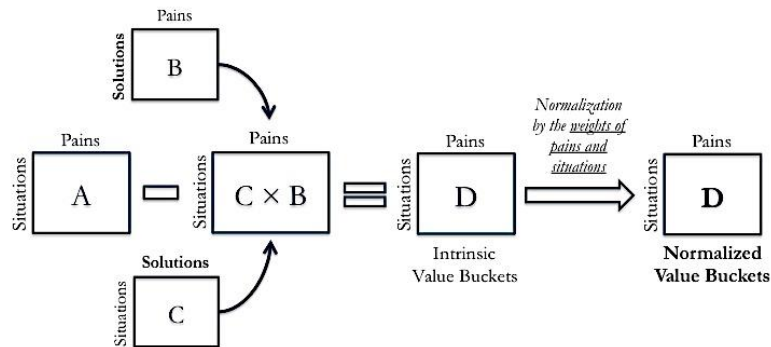 Pains
Solutions
B
Pains
Situations
A
Pains
Situations
C × B
Pains
Situations
D
Intrinsic
Value Buckets
Normalization
by the weights of
pains and
situations
Pains
Situations
D
Normalized
Value Buckets
Solutions
Situations
C